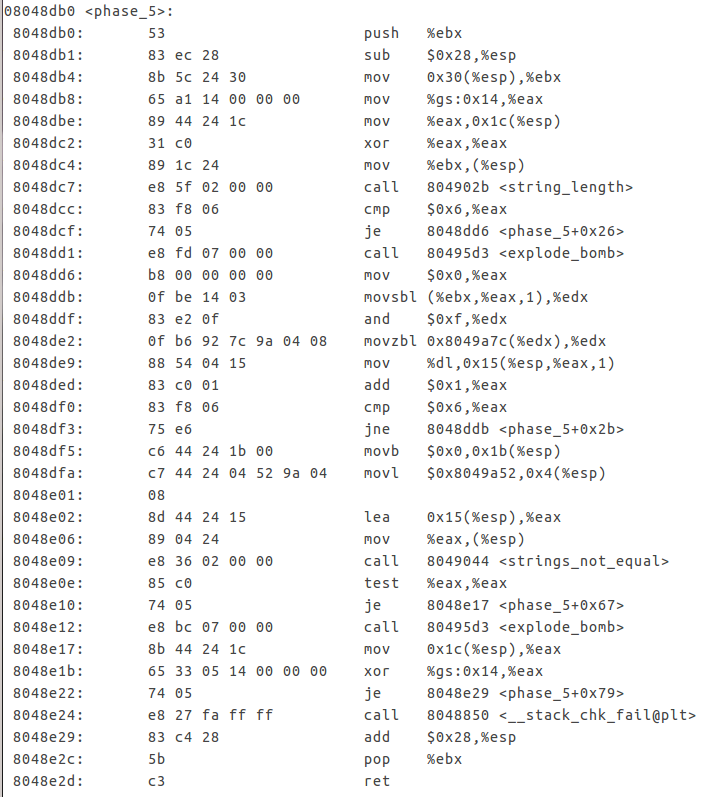 08048db0 <phase_5>:
8048db0: 53 push %ebx
8048db1: 83 ec 28 sub $0x28,%esp
8048db4: 8b 5c 24 30 mov 0x30(%esp),%ebx
8048db8: 65 a1 14 00 00 00 mov %gs:0x14,%eax
8048dbe: 89 44 24 1c mov %eax,0x1c(%esp)
8048dc2: 31 c0 xor %eax,%eax
8048dc4: 89 1c 24 mov %ebx,(%esp)
8048dc7: e8 5f 02 00 00 call 804902b <string_length>
8048dcc: 83 f8 06 cmp $0x6,%eax
8048dcf: 74 05 je 8048dd6 <phase_5+0x26>
8048dd1: e8 fd 07 00 00 call 80495d3 <explode_bomb>
8048dd6: b8 00 00 00 00 mov $0x0,%eax
8048ddb: 0f be 14 03 movsbl (%ebx,%eax,1),%edx
8048ddf: 83 e2 0f and $0xf,%edx
8048de2: 0f b6 92 7c 9a 04 08 movzbl 0x8049a7c(%edx),%edx
8048de9: 88 54 04 15 mov %dl,0x15(%esp,%eax,1)
8048ded: 83 c0 01 add $0x1,%eax
8048df0: 83 f8 06 cmp $0x6,%eax
8048df3: 75 e6 jne 8048ddb <phase_5+0x2b>
8048df5: c6 44 24 1b 00 movb $0x0,0x1b(%esp)
8048dfa: c7 44 24 04 52 9a 04 movl $0x8049a52,0x4(%esp)
8048e01: 08
8048e02: 8d 44 24 15 lea 0x15(%esp),%eax
8048e06: 89 04 24 mov %eax,(%esp)
8048e09: e8 36 02 00 00 call 8049044 <strings_not_equal>
8048e0e: 85 c0 test %eax,%eax
8048e10: 74 05 je 8048e17 <phase_5+0x67>
8048e12: e8 bc 07 00 00 call 80495d3 <explode_bomb>
8048e17: 8b 44 24 1c mov 0x1c(%esp),%eax
8048e1b: 65 33 05 14 00 00 00 xor %gs:0x14,%eax
8048e22: 74 05 je 8048e29 <phase_5+0x79>
8048e24: e8 27 fa ff ff call 8048850 <__stack_chk_fail@plt>
8048e29: 83 c4 28 add $0x28,%esp
8048e2c: 5b pop %ebx
8048e2d: c3 ret